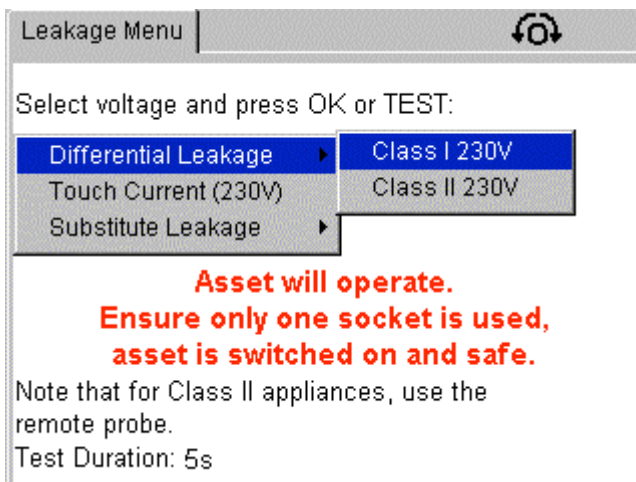 Leakage Menu
Select voltage and press OK or TEST:
Differential Leakage
Class I 230V
Touch Current (230V)
Class II 230V
Substitute Leakage
Asset will operate.
Ensure only one socket is used,
asset is switched on and safe.
Note that for Class II appliances, use the
remote probe.
Test Duration: 5s